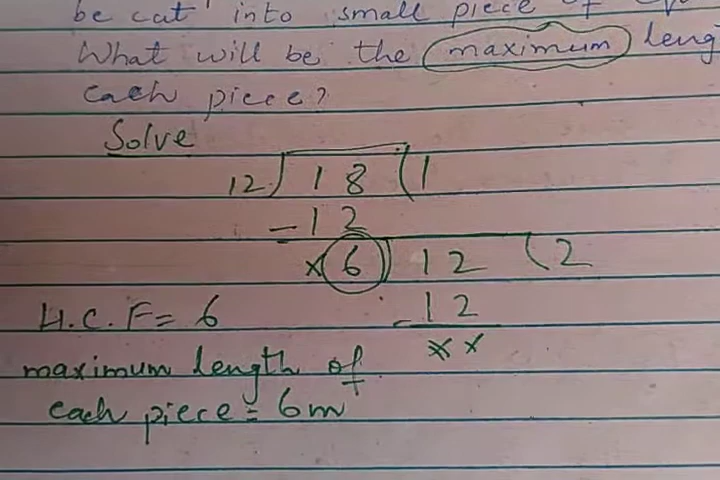 be cut into small piece of
What will be the maximum leng
each piece?
Solve
12) 18 (1
-12
×6) 12 (2
H.C.F= 6 -12
×× 
maximum length of
each piece = 6m